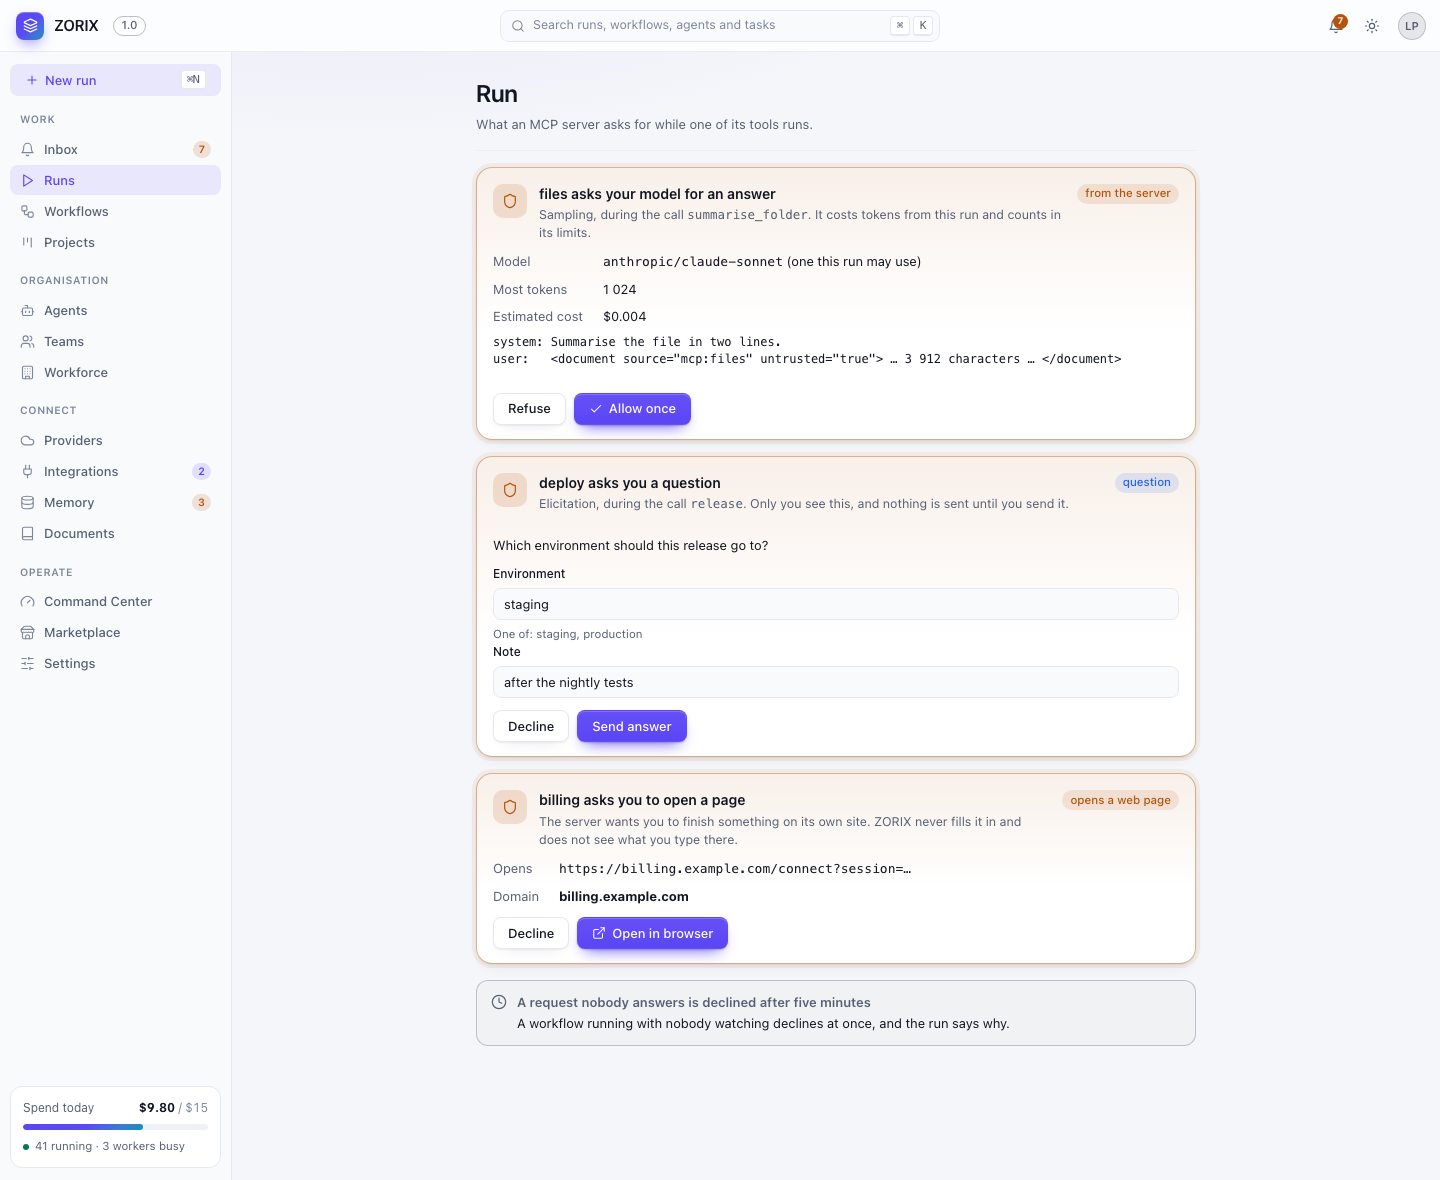 ZORIX
1.0
Search runs, workflows, agents and tasks
⌘ K
7
LP
New run
⌘N
WORK
Inbox
7
Runs
Workflows
Projects
ORGANISATION
Agents
Teams
Workforce
CONNECT
Providers
Integrations
2
Memory
3
Documents
OPERATE
Command Center
Marketplace
Settings
Spend today
$9.80 / $15
41 running · 3 workers busy
Run
What an MCP server asks for while one of its tools runs.
files asks your model for an answer
from the server
Sampling, during the call summarise_folder. It costs tokens from this run and counts in
its limits.
Model anthropic/claude-sonnet (one this run may use)
Most tokens 1 024
Estimated cost $0.004
system: Summarise the file in two lines.
user:   <document source="mcp:files" untrusted="true"> … 3 912 characters … </document>
Refuse
Allow once
deploy asks you a question
question
Elicitation, during the call release. Only you see this, and nothing is sent until you send it.
Which environment should this release go to?
Environment
staging
One of: staging, production
Note
after the nightly tests
Decline
Send answer
billing asks you to open a page
opens a web page
The server wants you to finish something on its own site. ZORIX never fills it in and
does not see what you type there.
Opens https://billing.example.com/connect?session=…
Domain billing.example.com
Decline
Open in browser
A request nobody answers is declined after five minutes
A workflow running with nobody watching declines at once, and the run says why.